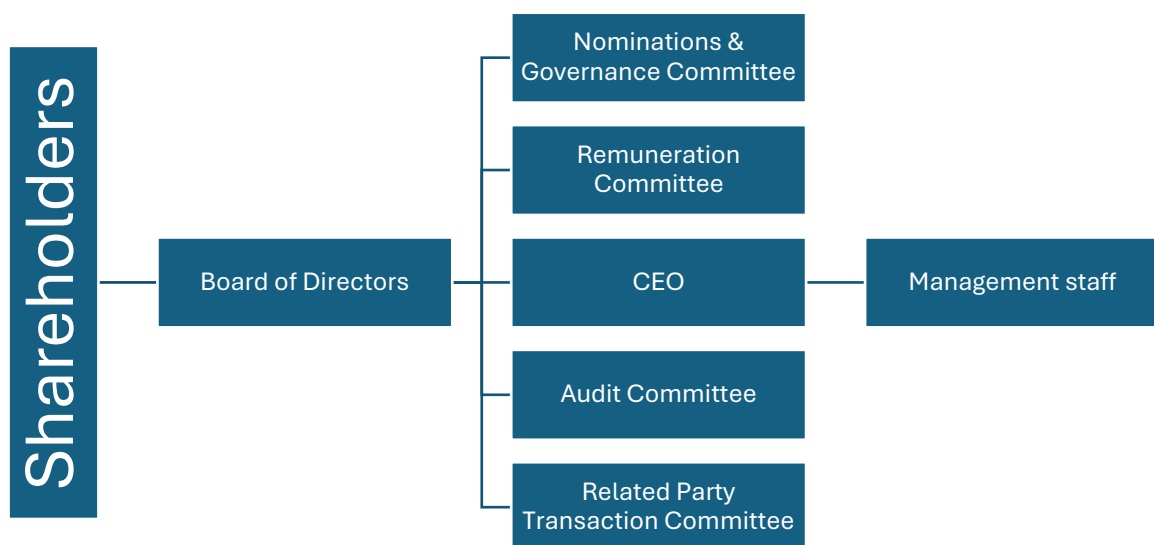 Shareholders
Board of Directors
Nominations &
Governance Committee
Remuneration
Committee
CEO
Management staff
Audit Committee
Related Party
Transaction Committee